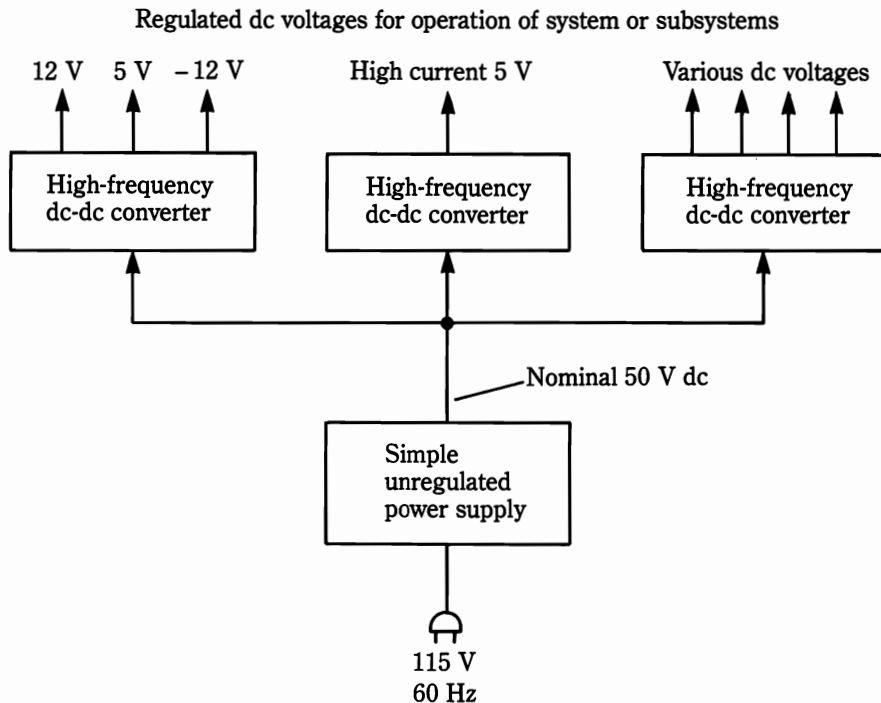 Regulated dc voltages for operation of system or subsystems
12 V 5 V – 12 V
High current 5 V
Various dc voltages
High-frequency
dc-dc converter
High-frequency
dc-dc converter
High-frequency
dc-dc converter
Nominal 50 V dc
Simple
unregulated
power supply
115 V
60 Hz